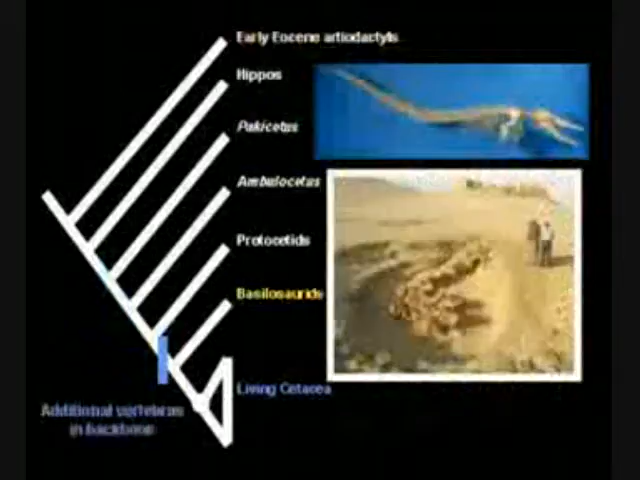 Early Eocene artiodactyls
Hippos
Pakicetus
Ambulocetus
Protocetids
Basilosaurids
Living Cetacea
Additional vertebrae
in backbone